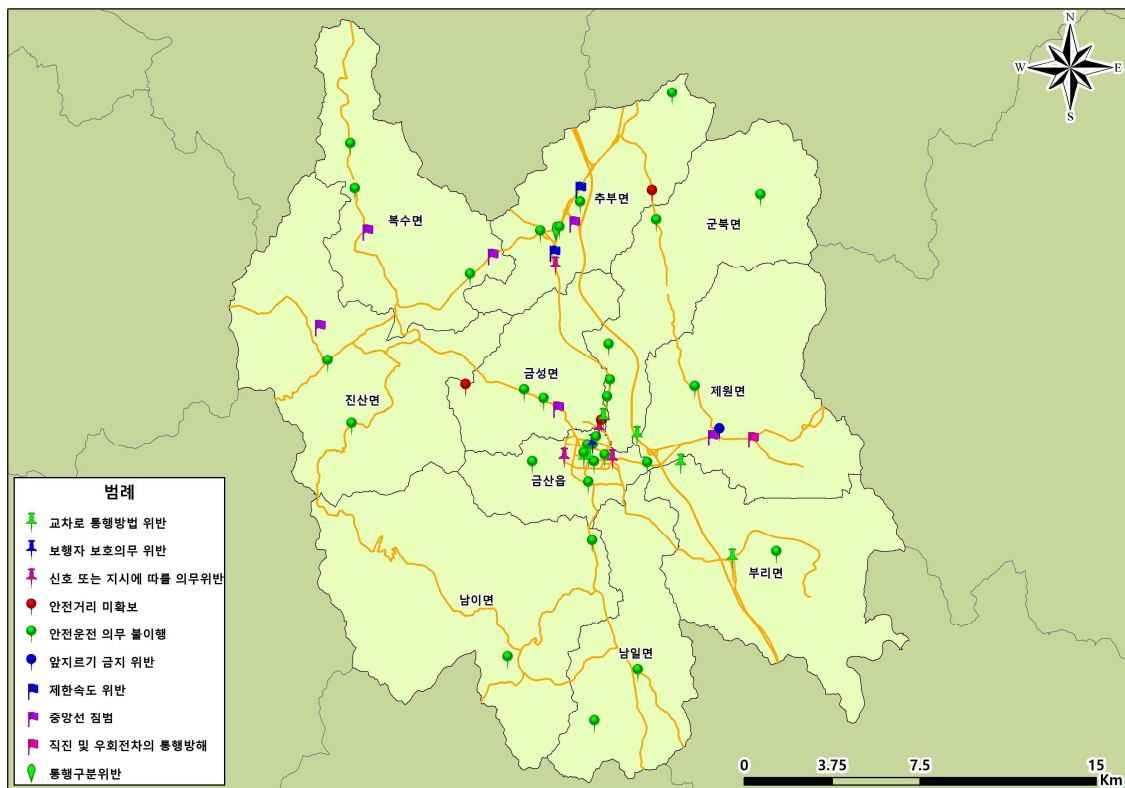 N
W
E
S
추부면
복수면
군북면
금성면
제원면
진산면
금산읍
부리면
남이면
남일면
범례
교차로 통행방법 위반
보행자 보호의무 위반
신호 또는 지시에 따를 의무위반
안전거리 미확보
안전운전 의무 불이행
앞지르기 금지 위반
제한속도 위반
중앙선 침범
직진 및 우회전차의 통행방해
통행구분위반
0 3.75 7.5 15
Km